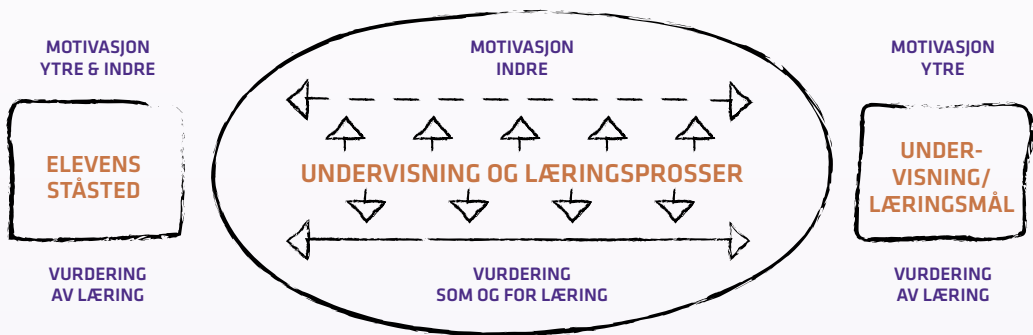 MOTIVASJON
YTRE & INDRE
MOTIVASJON
INDRE
MOTIVASJON
YTRE
ELEVENS
STÅSTED
UNDERVISNING OG LÆRINGSPROSSER
UNDER-
VISNING/
LÆRINGSMÅL
VURDERING
AV LÆRING
VURDERING
SOM OG FOR LÆRING
VURDERING
AV LÆRING